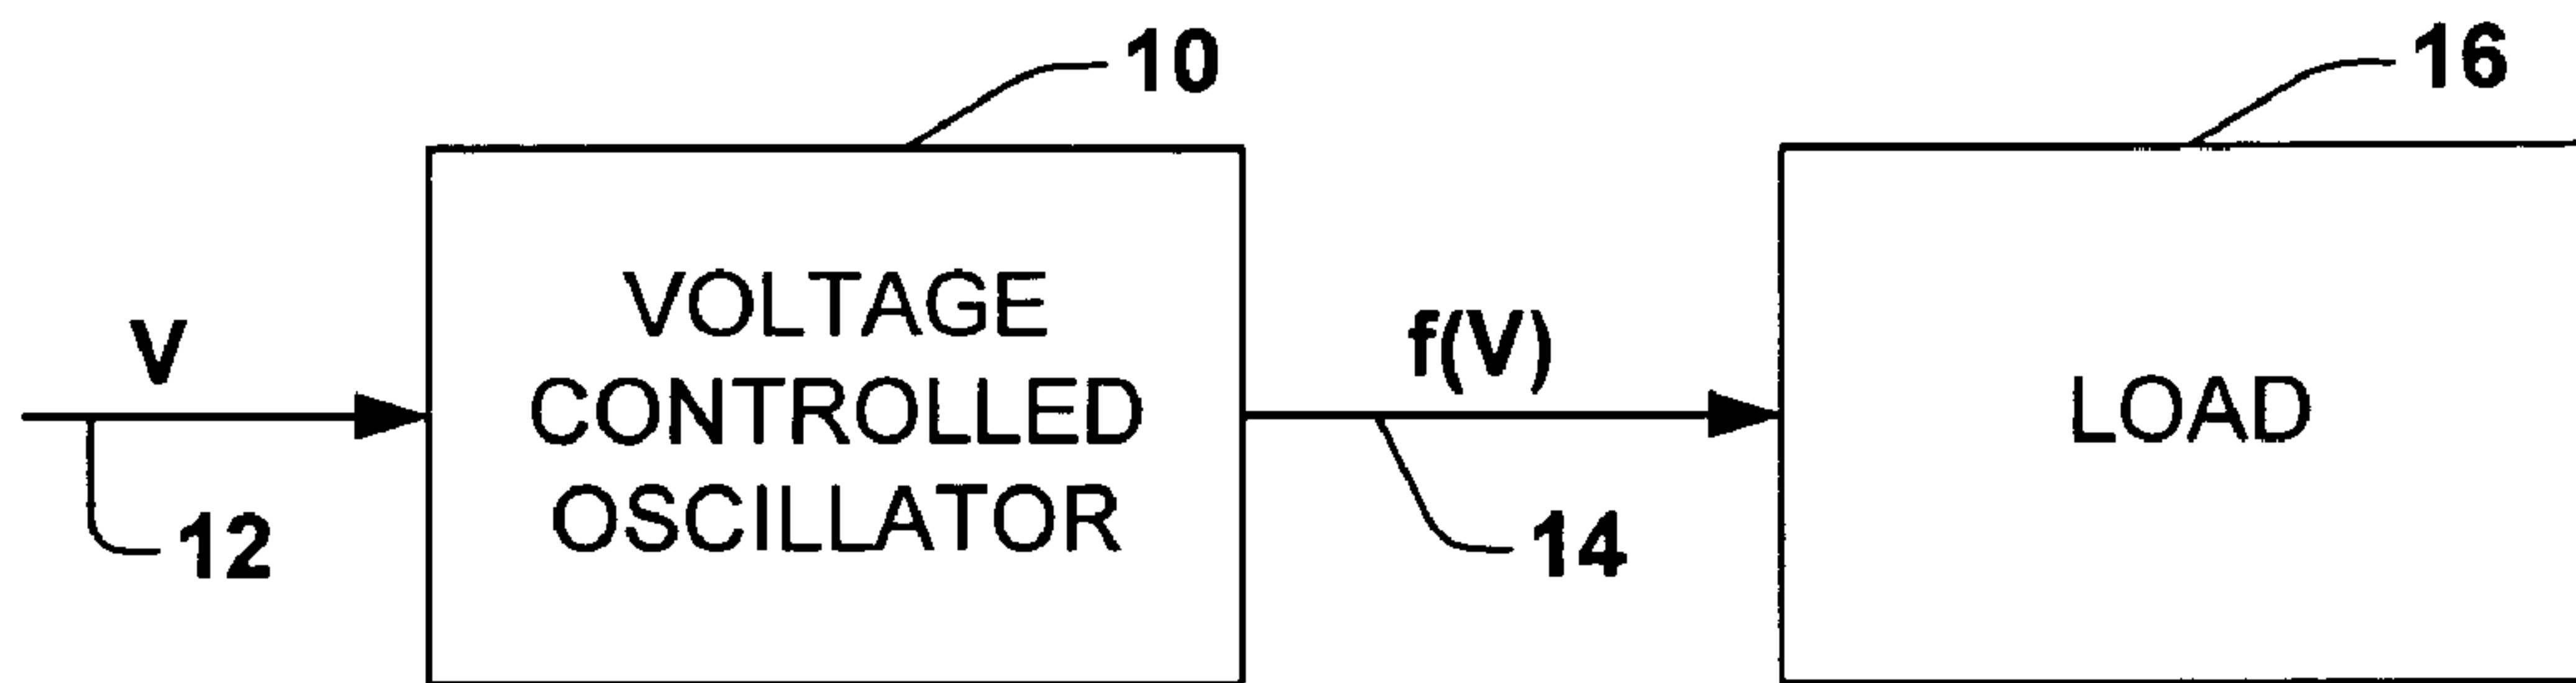 10
16
V
VOLTAGE
CONTROLLED
OSCILLATOR
f(V)
LOAD
12
14